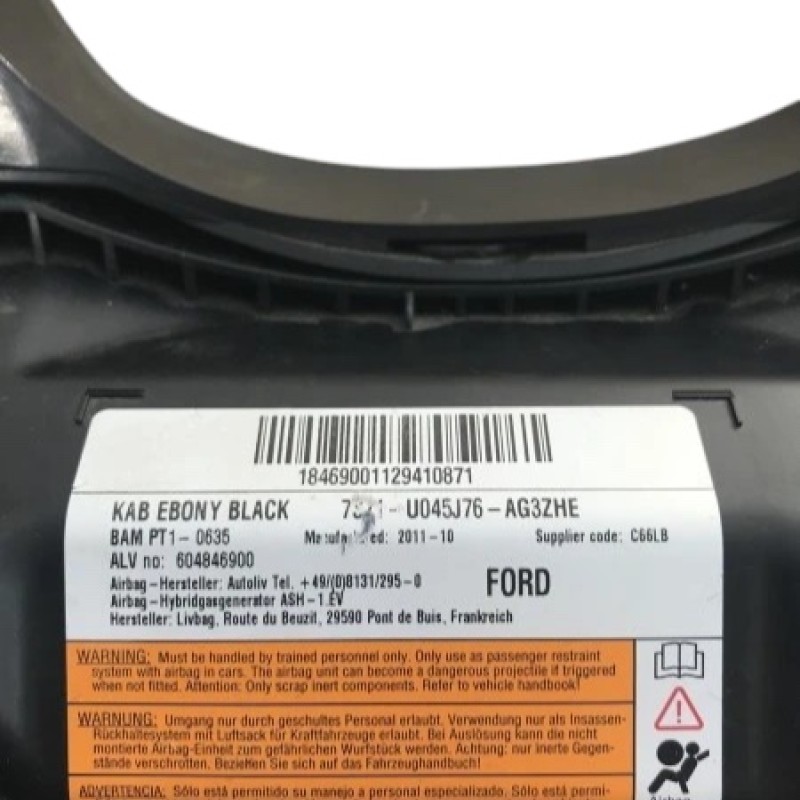 18469001129410871
KAB EBONY BLACK U045J76-AG3ZHE
BAM PT1-0635 2011-10 Supplier code: C66LB
ALV no: 604846900
Airbag-Hersteller: Autoliv Tel. +49/(0)8131/295-0 FORD
Airbag-Hybridgasgenerator ASH-1.EV
Hersteller: Livbag, Route du Beuzit, 29590 Pont de Buis, Frankreich
WARNING: Must be handled by trained personnel only. Only use as passenger restraint
system with airbag in cars. The airbag unit can become a dangerous projectile if triggered
when not fitted. Attention: Only scrap inert components. Refer to vehicle handbook!
WARNUNG: Umgang nur durch geschultes Personal erlaubt. Verwendung nur als Insassen-
Rückhaltesystem mit Luftsack für Kraftfahrzeuge erlaubt. Bei Auslösung kann die nicht
montierte Airbag-Einheit zum gefährlichen Wurfstück werden. Achtung: nur inerte Gegen-
stände verschrotten. Beziehen Sie sich auf das Fahrzeughandbuch!
ADVERTENCIA: Sólo está permitido su manejo a personal especializado. Sólo está permi-
Airbag